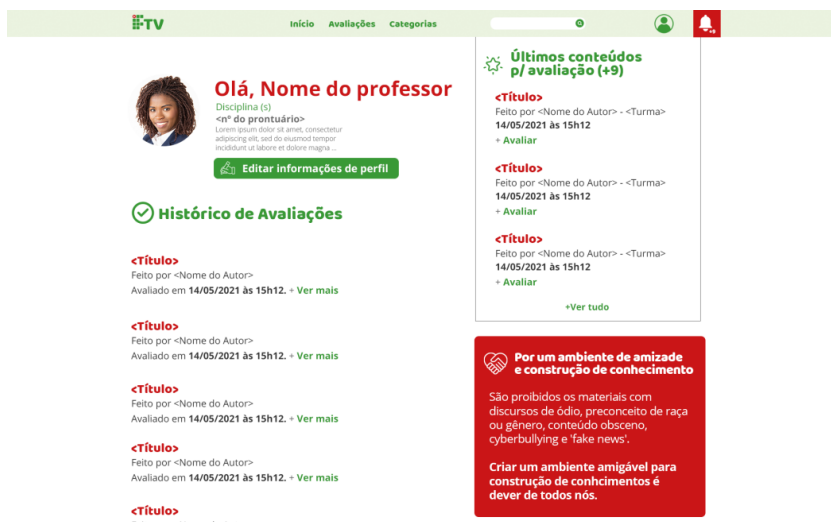 TV
Início Avaliações Categorias
+9
Olá, Nome do professor
Disciplina (s)
<nº do prontuário>
Lorem ipsum dolor sit amet, consectetur
adipiscing elit, sed do eiusmod tempor
incididunt ut labore et dolore magna ...
Editar informações de perfil
Histórico de Avaliações
<Título>
Feito por <Nome do Autor>
Avaliado em 14/05/2021 às 15h12. + Ver mais
<Título>
Feito por <Nome do Autor>
Avaliado em 14/05/2021 às 15h12. + Ver mais
<Título>
Feito por <Nome do Autor>
Avaliado em 14/05/2021 às 15h12. + Ver mais
<Título>
Feito por <Nome do Autor>
Avaliado em 14/05/2021 às 15h12. + Ver mais
<Título>
Últimos conteúdos
p/ avaliação (+9)
<Título>
Feito por <Nome do Autor> - <Turma>
14/05/2021 às 15h12
+ Avaliar
<Título>
Feito por <Nome do Autor> - <Turma>
14/05/2021 às 15h12
+ Avaliar
<Título>
Feito por <Nome do Autor> - <Turma>
14/05/2021 às 15h12
+ Avaliar
+Ver tudo
Por um ambiente de amizade
e construção de conhecimento
São proibidos os materiais com
discursos de ódio, preconceito de raça
ou gênero, conteúdo obsceno,
cyberbullying e 'fake news'.
Criar um ambiente amigável para
construção de conhcimentos é
dever de todos nós.